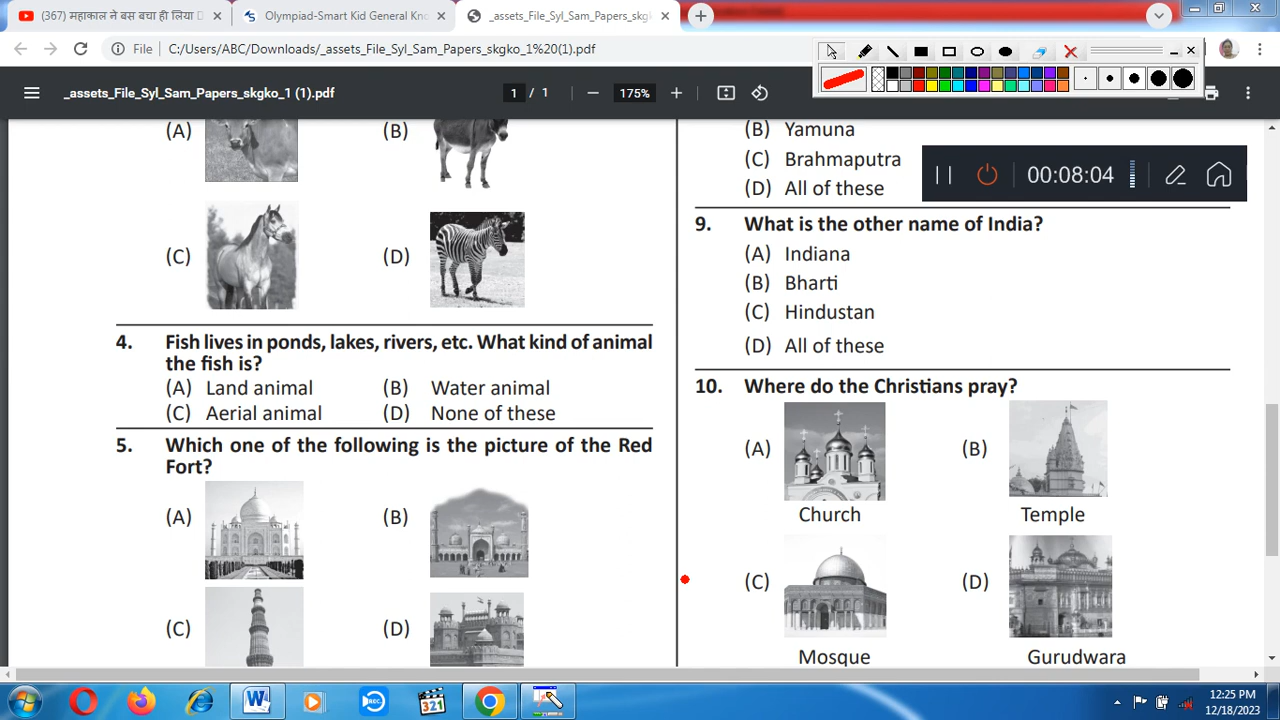 (367) महाकाल ने बस बचा ही लिया D
Olympiad-Smart Kid General Kno
_assets_File_Syl_Sam_Papers_skgk
File
C:/Users/ABC/Downloads/_assets_File_Syl_Sam_Papers_skgko_1%20(1).pdf
_assets_File_Syl_Sam_Papers_skgko_1 (1).pdf
1 / 1
175%
(A)
(B)
(C)
(D)
4. Fish lives in ponds, lakes, rivers, etc. What kind of animal
the fish is?
(A) Land animal
(B) Water animal
(C) Aerial animal
(D) None of these
5. Which one of the following is the picture of the Red
Fort?
(A)
(B)
(C)
(D)
(B) Yamuna
(C) Brahmaputra
(D) All of these
00:08:04
9. What is the other name of India?
(A) Indiana
(B) Bharti
(C) Hindustan
(D) All of these
10. Where do the Christians pray?
(A)
(B)
Church
Temple
(C)
(D)
Mosque
Gurudwara
321
12:25 PM
12/18/2023